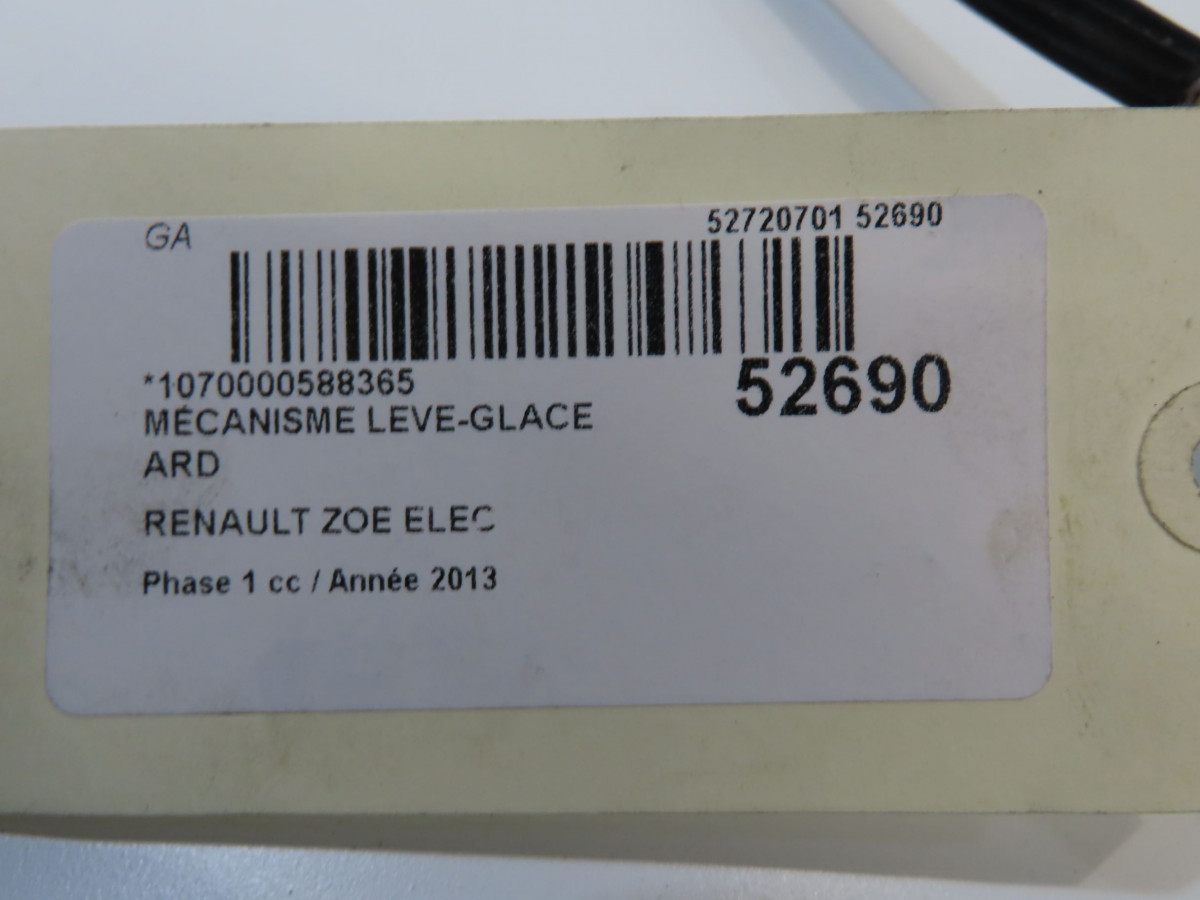 GA
52720701 52690
*1070000588365
52690
MÉCANISME LEVE-GLACE
ARD
RENAULT ZOE ELEC
Phase 1 cc / Année 2013